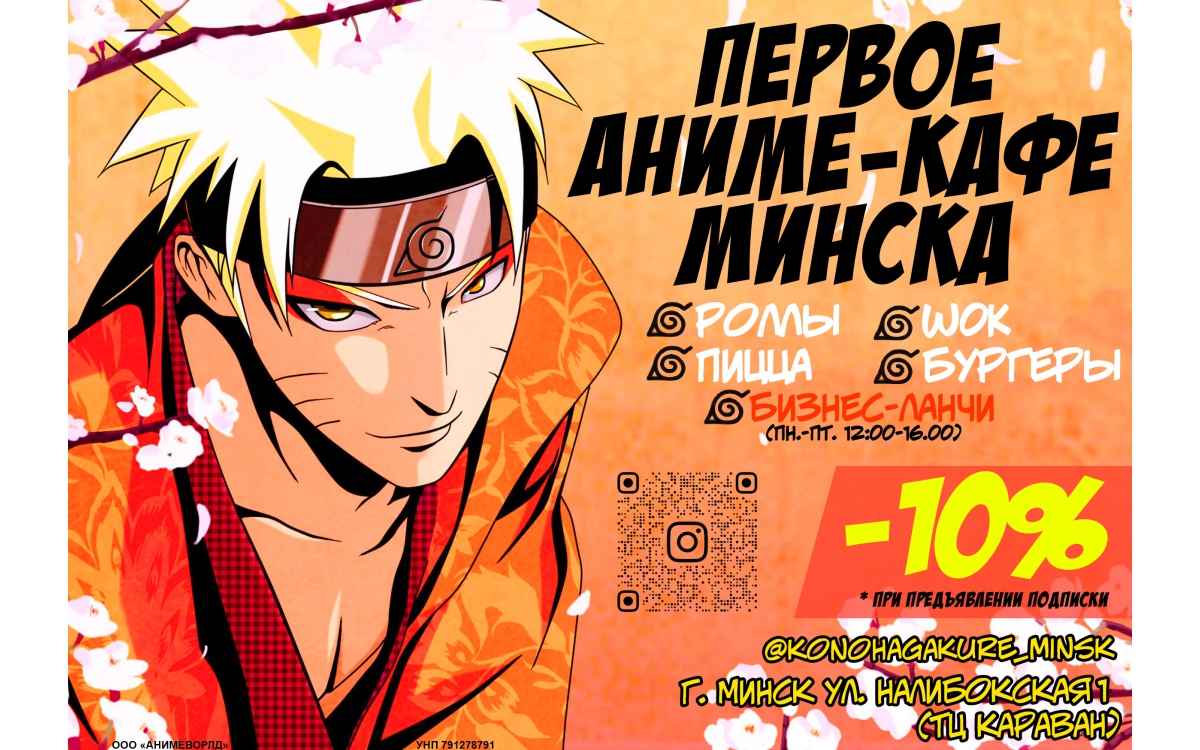 ПЕРВОЕ
АНИМЕ-КАФЕ
МИНСКА
РОМЫ WOK
ПИЦЦА БУРГЕРЫ
БИЗНЕС-ЛАНЧИ
(ПН.-ПТ. 12:00-16.00)
-10%
* ПРИ ПРЕДЪЯВЛЕНИИ ПОДПИСКИ
@KONOHAGAKURE_MINSK
Г. МИНСК УЛ. НАЛИБОКСКАЯ 1
(ТЦ КАРАВАН)
ООО «АНИМЕВОРЛД» УНП 791278791